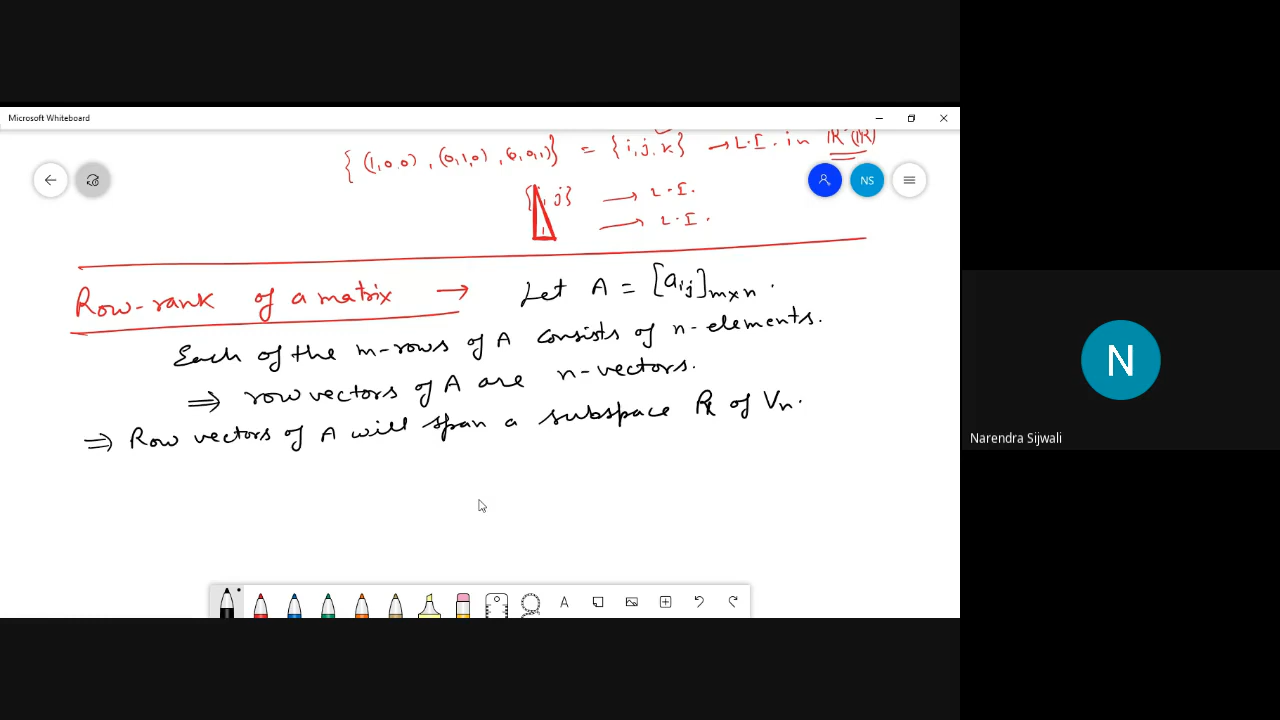 Microsoft Whiteboard
{ (1,0,0) , (0,1,0) , (0,0,1)} = {i, j, k} → L.I. in
NS
j} → L.I.
→ L.I.
Row-rank of a matrix → Let A = [aij]m×n .
Each of the m-rows of A consists of n-elements.
⇒ row vectors of A are n-vectors.
⇒ Row vectors of A will span a subspace R of Vn.
N
Narendra Sijwali
A